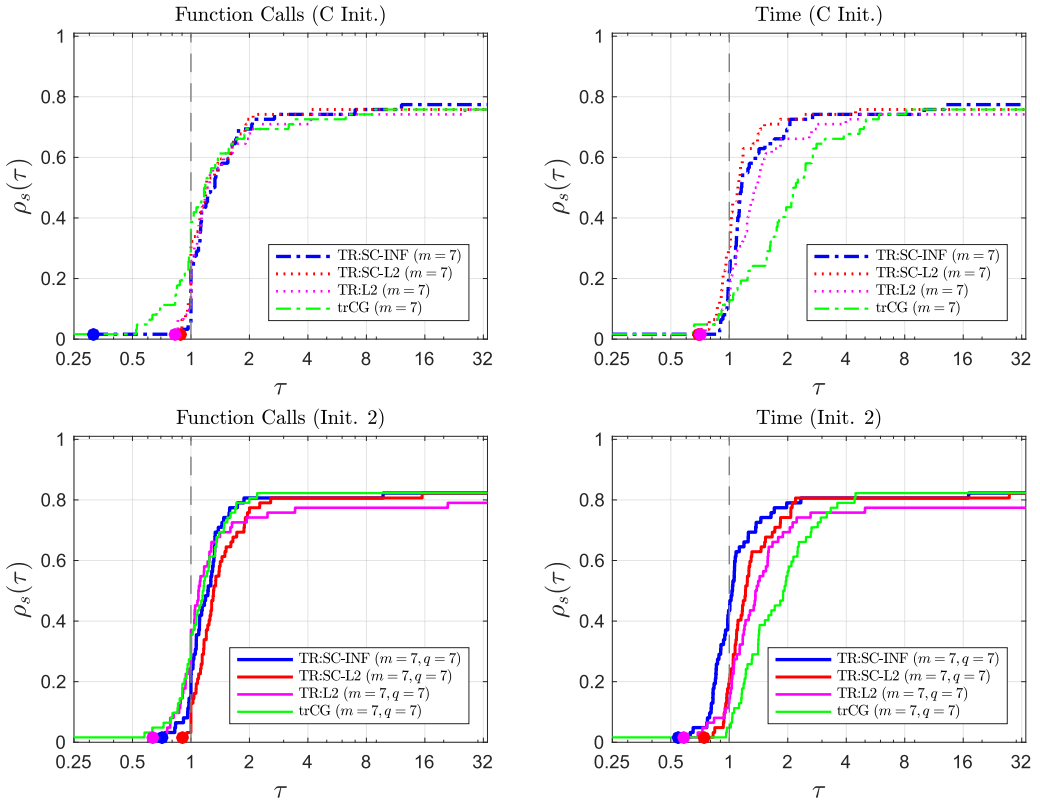 Function Calls (C Init.)
1
0.8
0.6
0.4
0.2
0
ρs(τ)
TR:SC-INF (m = 7)
TR:SC-L2 (m = 7)
TR:L2 (m = 7)
trCG (m = 7)
0.25 0.5 1 2 4 8 16 32
τ
Time (C Init.)
1
0.8
0.6
0.4
0.2
0
ρs(τ)
TR:SC-INF (m = 7)
TR:SC-L2 (m = 7)
TR:L2 (m = 7)
trCG (m = 7)
0.25 0.5 1 2 4 8 16 32
τ
Function Calls (Init. 2)
1
0.8
0.6
0.4
0.2
0
ρs(τ)
TR:SC-INF (m = 7, q = 7)
TR:SC-L2 (m = 7, q = 7)
TR:L2 (m = 7, q = 7)
trCG (m = 7, q = 7)
0.25 0.5 1 2 4 8 16 32
τ
Time (Init. 2)
1
0.8
0.6
0.4
0.2
0
ρs(τ)
TR:SC-INF (m = 7, q = 7)
TR:SC-L2 (m = 7, q = 7)
TR:L2 (m = 7, q = 7)
trCG (m = 7, q = 7)
0.25 0.5 1 2 4 8 16 32
τ